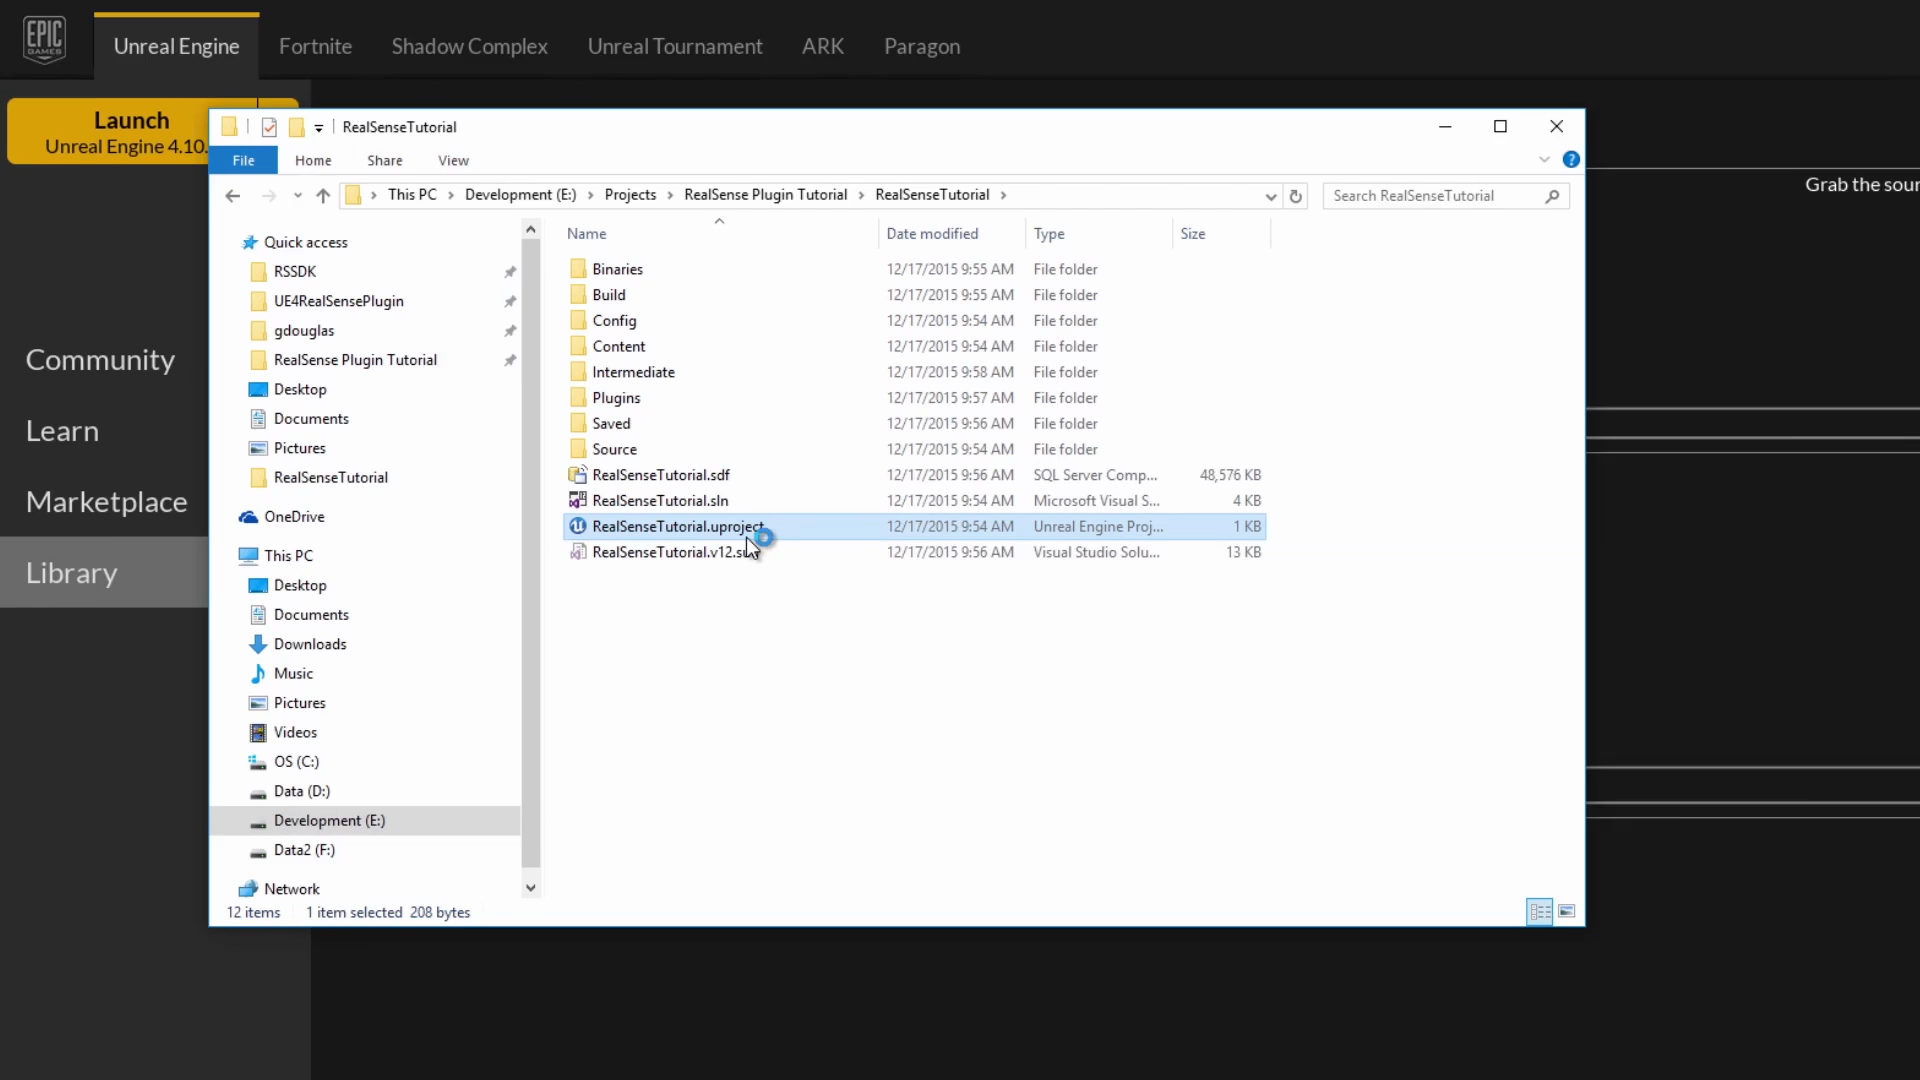 EPIC GAMES
Unreal Engine
Fortnite
Shadow Complex
Unreal Tournament
ARK
Paragon
Launch
Unreal Engine 4.10.
Community
Learn
Marketplace
Library
Grab the sour
RealSenseTutorial
File
Home
Share
View
This PC
Development (E:)
Projects
RealSense Plugin Tutorial
RealSenseTutorial
Search RealSenseTutorial
Quick access
RSSDK
UE4RealSensePlugin
gdouglas
RealSense Plugin Tutorial
Desktop
Documents
Pictures
RealSenseTutorial
OneDrive
This PC
Desktop
Documents
Downloads
Music
Pictures
Videos
OS (C:)
Data (D:)
Development (E:)
Data2 (F:)
Network
Name Date modified Type Size
Binaries 12/17/2015 9:55 AM File folder
Build 12/17/2015 9:55 AM File folder
Config 12/17/2015 9:54 AM File folder
Content 12/17/2015 9:54 AM File folder
Intermediate 12/17/2015 9:58 AM File folder
Plugins 12/17/2015 9:57 AM File folder
Saved 12/17/2015 9:56 AM File folder
Source 12/17/2015 9:54 AM File folder
RealSenseTutorial.sdf 12/17/2015 9:56 AM SQL Server Comp... 48,576 KB
RealSenseTutorial.sln 12/17/2015 9:54 AM Microsoft Visual S... 4 KB
RealSenseTutorial.uproject 12/17/2015 9:54 AM Unreal Engine Proj... 1 KB
RealSenseTutorial.v12.su 12/17/2015 9:56 AM Visual Studio Solu... 13 KB
12 items 1 item selected 208 bytes